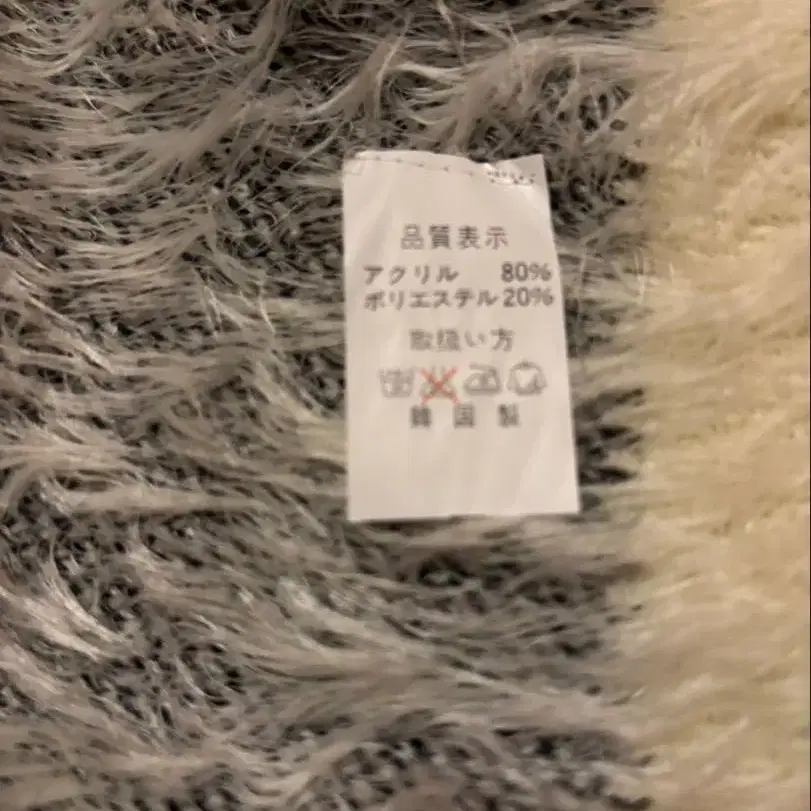 品質表示
アクリル 80%
ポリエステル 20%
取扱い方
韓国製